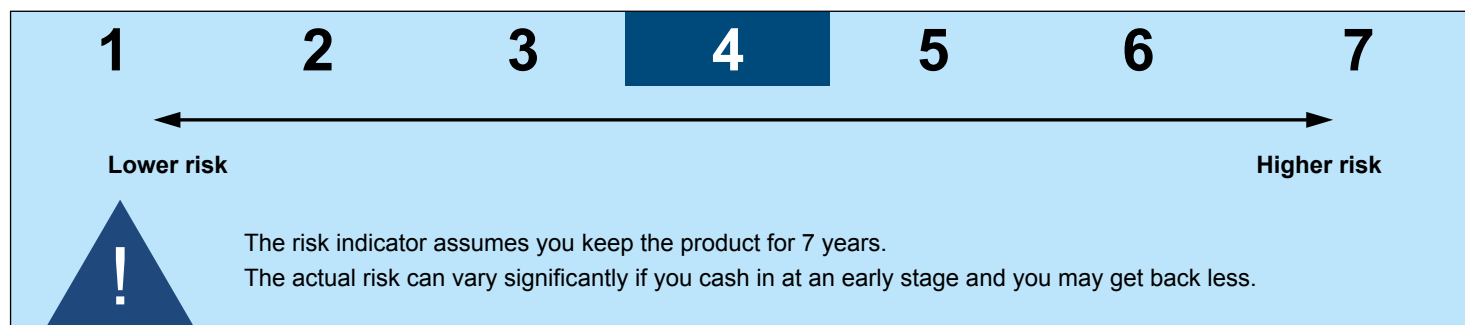 1 2 3 4 5 6 7
Lower risk Higher risk
!
The risk indicator assumes you keep the product for 7 years.
The actual risk can vary significantly if you cash in at an early stage and you may get back less.